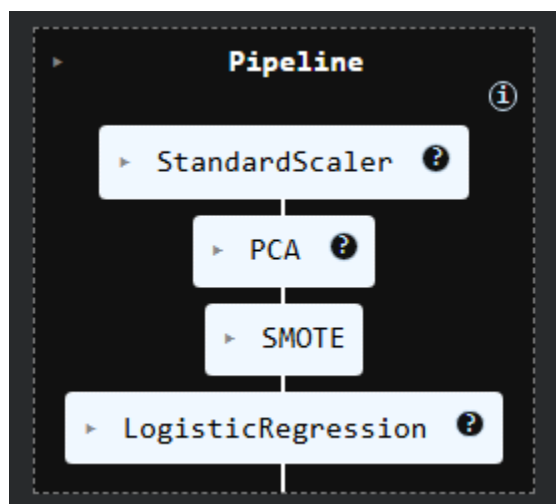 Pipeline
i
StandardScaler ?
PCA ?
SMOTE
LogisticRegression ?